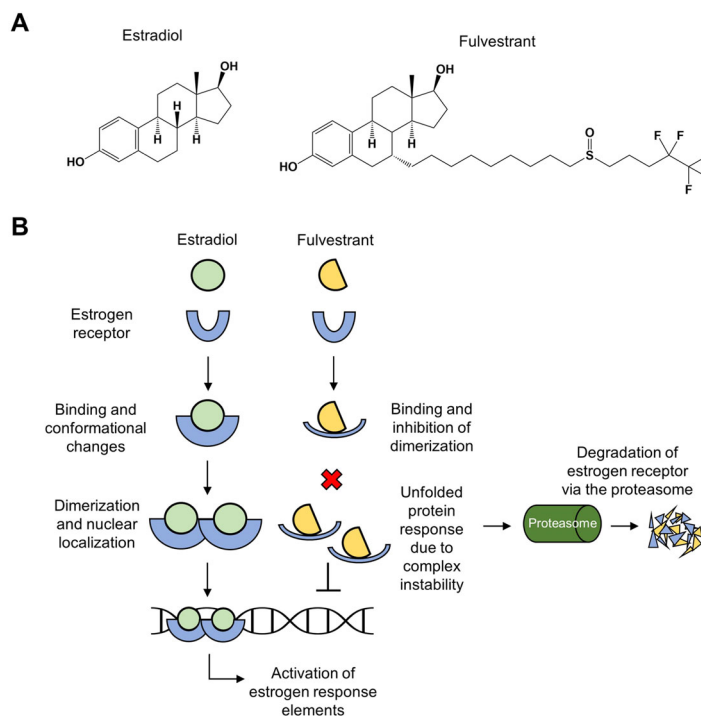 A
Estradiol
Fulvestrant
OH
H
H
H
HO
OH
H
H
HO
O
S
F
F
F
B
Estradiol
Fulvestrant
Estrogen
receptor
Binding and
conformational
changes
Binding and
inhibition of
dimerization
Dimerization
and nuclear
localization
Unfolded
protein
response
due to
complex
instability
Proteasome
Degradation of
estrogen receptor
via the proteasome
Activation of
estrogen response
elements